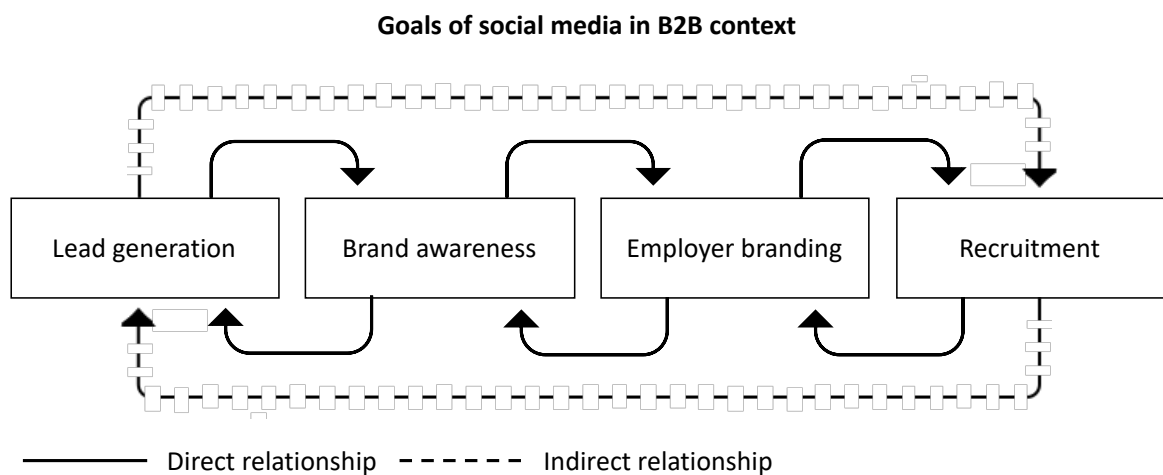 Goals of social media in B2B context
Lead generation
Brand awareness
Employer branding
Recruitment
Direct relationship
Indirect relationship